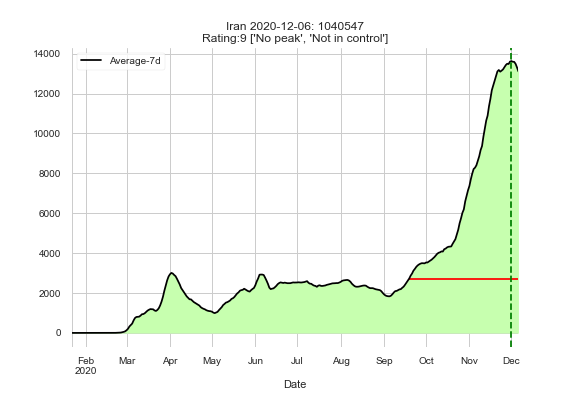 Iran 2020-12-06: 1040547
Rating:9 ['No peak', 'Not in control']
Average-7d
14000
12000
10000
8000
6000
4000
2000
0
Feb Mar Apr May Jun Jul Aug Sep Oct Nov Dec
2020
Date